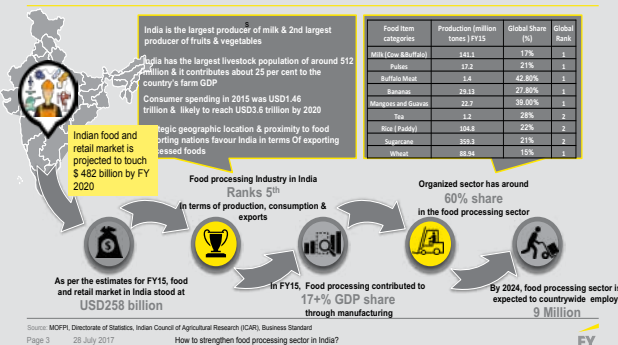 s
India is the largest producer of milk & 2nd largest
producer of fruits & vegetables
India has the largest livestock population of around 512
million & it contributes about 25 per cent to the
country's farm GDP
Consumer spending in 2015 was USD1.46
trillion & likely to reach USD3.6 trillion by 2020
tegic geographic location & proximity to food
orting nations favour India in terms Of exporting
essed foods
Food Item categories | Production (million tones) FY15 | Global Share (%) | Global Rank
Milk (Cow &Buffalo) 141.1 17% 1
Pulses 17.2 21% 1
Buffalo Meat 1.4 42.80% 1
Bananas 29.13 27.80% 1
Mangoes and Guavas 22.7 39.00% 1
Tea 1.2 28% 2
Rice ( Paddy) 104.8 22% 2
Sugarcane 359.3 21% 2
Wheat 88.94 15% 1
Indian food and
retail market is
projected to touch
$ 482 billion by FY
2020
Food processing Industry in India
Ranks 5th
in terms of production, consumption &
exports
Organized sector has around
60% share
in the food processing sector
As per the estimates for FY15, food
and retail market in India stood at
USD258 billion
In FY15, Food processing contributed to
17+% GDP share
through manufacturing
By 2024, food processing sector is
expected to countrywide employ
9 Million
Source: MOFPI, Directorate of Statistics, Indian Council of Agricultural Research (ICAR), Business Standard
Page 3 28 July 2017 How to strengthen food processing sector in India?
EY